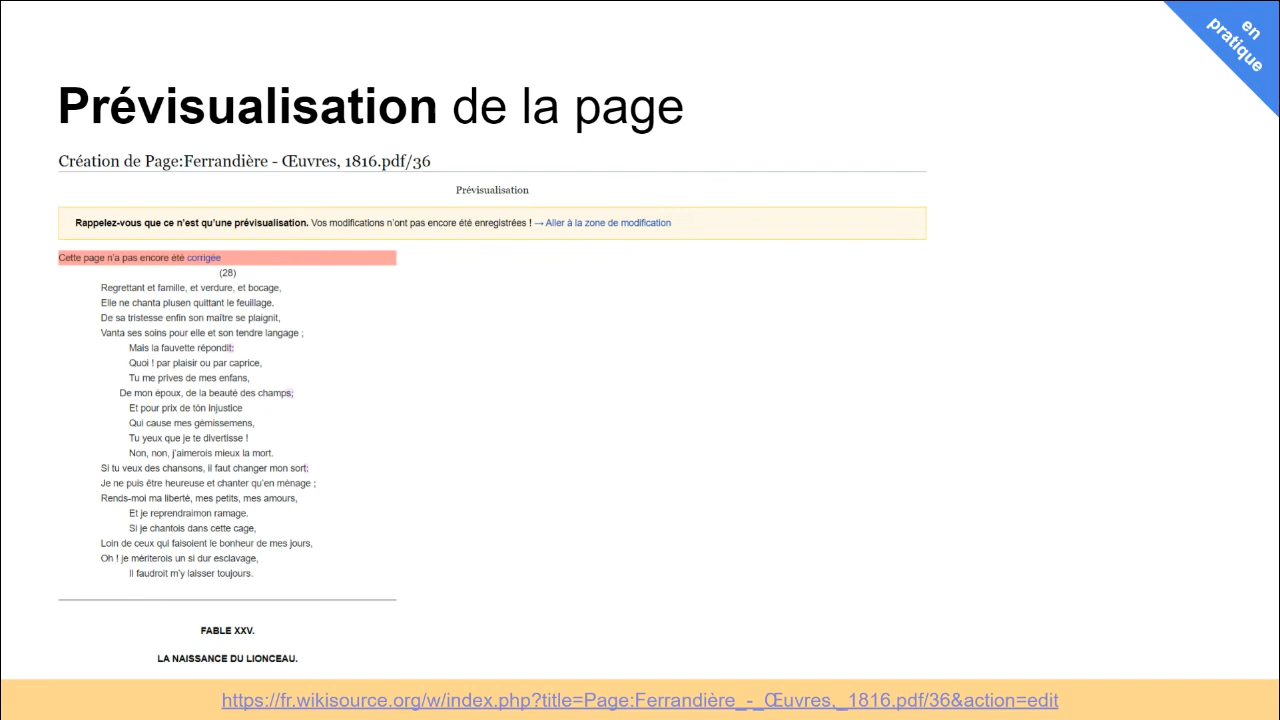 en
pratique
Prévisualisation de la page
Création de Page:Ferrandière - Œuvres, 1816.pdf/36
Prévisualisation
Rappelez-vous que ce n’est qu’une prévisualisation. Vos modifications n’ont pas encore été enregistrées ! → Aller à la zone de modification
Cette page n’a pas encore été corrigée
(28)
Regrettant et famille, et verdure, et bocage,
Elle ne chanta plusen quittant le feuillage.
De sa tristesse enfin son maître se plaignit,
Vanta ses soins pour elle et son tendre langage ;
Mais la fauvette répondit:
Quoi ! par plaisir ou par caprice,
Tu me prives de mes enfans,
De mon époux, de la beauté des champs;
Et pour prix de tón injustice
Qui cause mes gémissemens,
Tu yeux que je te divertisse !
Non, non, j’aimerois mieux la mort.
Si tu veux des chansons, il faut changer mon sort:
Je ne puis être heureuse et chanter qu’en ménage ;
Rends-moi ma liberté, mes petits, mes amours,
Et je reprendraimon ramage.
Si je chantois dans cette cage,
Loin de ceux qui faisoient le bonheur de mes jours,
Oh ! je mériterois un si dur esclavage,
Il faudroit m’y laisser toujours.
FABLE XXV.
LA NAISSANCE DU LIONCEAU.
https://fr.wikisource.org/w/index.php?title=Page:Ferrandière_-_Œuvres,_1816.pdf/36&action=edit